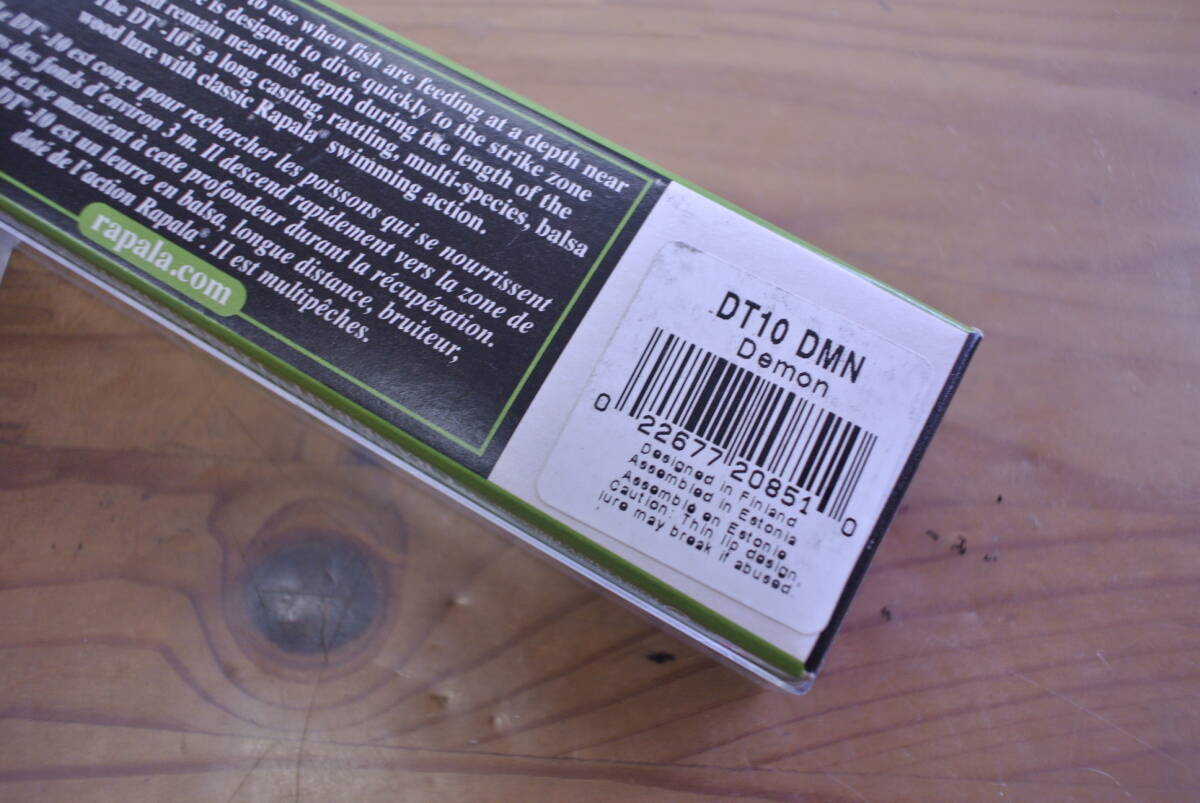 to use when fish are feeding at a depth near
is designed to dive quickly to the strike zone
and remain near this depth during the length of the
The DT®-10 is a long casting, rattling, multi-species, balsa
wood lure with classic Rapala® swimming action.
DT®-10 est conçu pour rechercher les poissons qui se nourrissent
des fonds d'environ 3 m. Il descend rapidement vers la zone de
et se maintient à cette profondeur durant la récupération.
DT®-10 est un leurre en balsa, longue distance, bruiteur,
doté de l'action Rapala®. Il est multipêches.
rapala.com
DT10 DMN
Demon
0 22677 20851 0
Designed in Finland
Assembled in Estonia
Assemblé en Estonie
Caution: Thin lip design,
lure may break if abused.